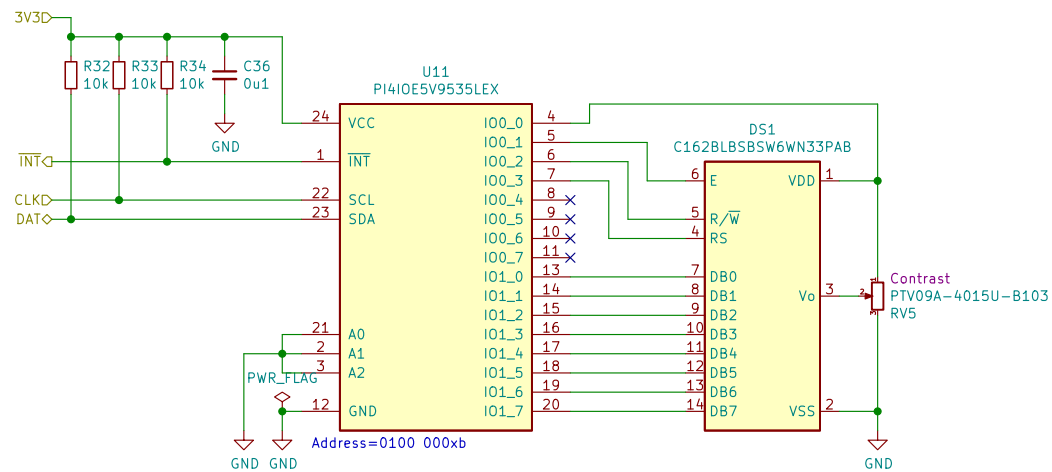 3V3
R32
10k
R33
10k
R34
10k
C36
0u1
GND
INT
CLK
DAT
U11
PI4IOE5V9535LEX
24 VCC
1 INT
22 SCL
23 SDA
21 A0
2 A1
3 A2
12 GND
IO0_0 4
IO0_1 5
IO0_2 6
IO0_3 7
IO0_4 8
IO0_5 9
IO0_6 10
IO0_7 11
IO1_0 13
IO1_1 14
IO1_2 15
IO1_3 16
IO1_4 17
IO1_5 18
IO1_6 19
IO1_7 20
PWR_FLAG
GND
GND
Address=0100 000xb
DS1
C162BLBSBSW6WN33PAB
6 E
5 R/W
4 RS
7 DB0
8 DB1
9 DB2
10 DB3
11 DB4
12 DB5
13 DB6
14 DB7
VDD 1
Vo 3
VSS 2
1
2
3
Contrast
PTV09A-4015U-B103
RV5
GND